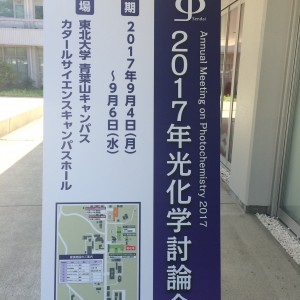 Sendai
Annual Meeting on Photochemistry 2017
2017年光化学討論会
期
2017年9月4日(月)
～9月6日(水)
場
東北大学 青葉山キャンパス
カタールサイエンスキャンパスホール